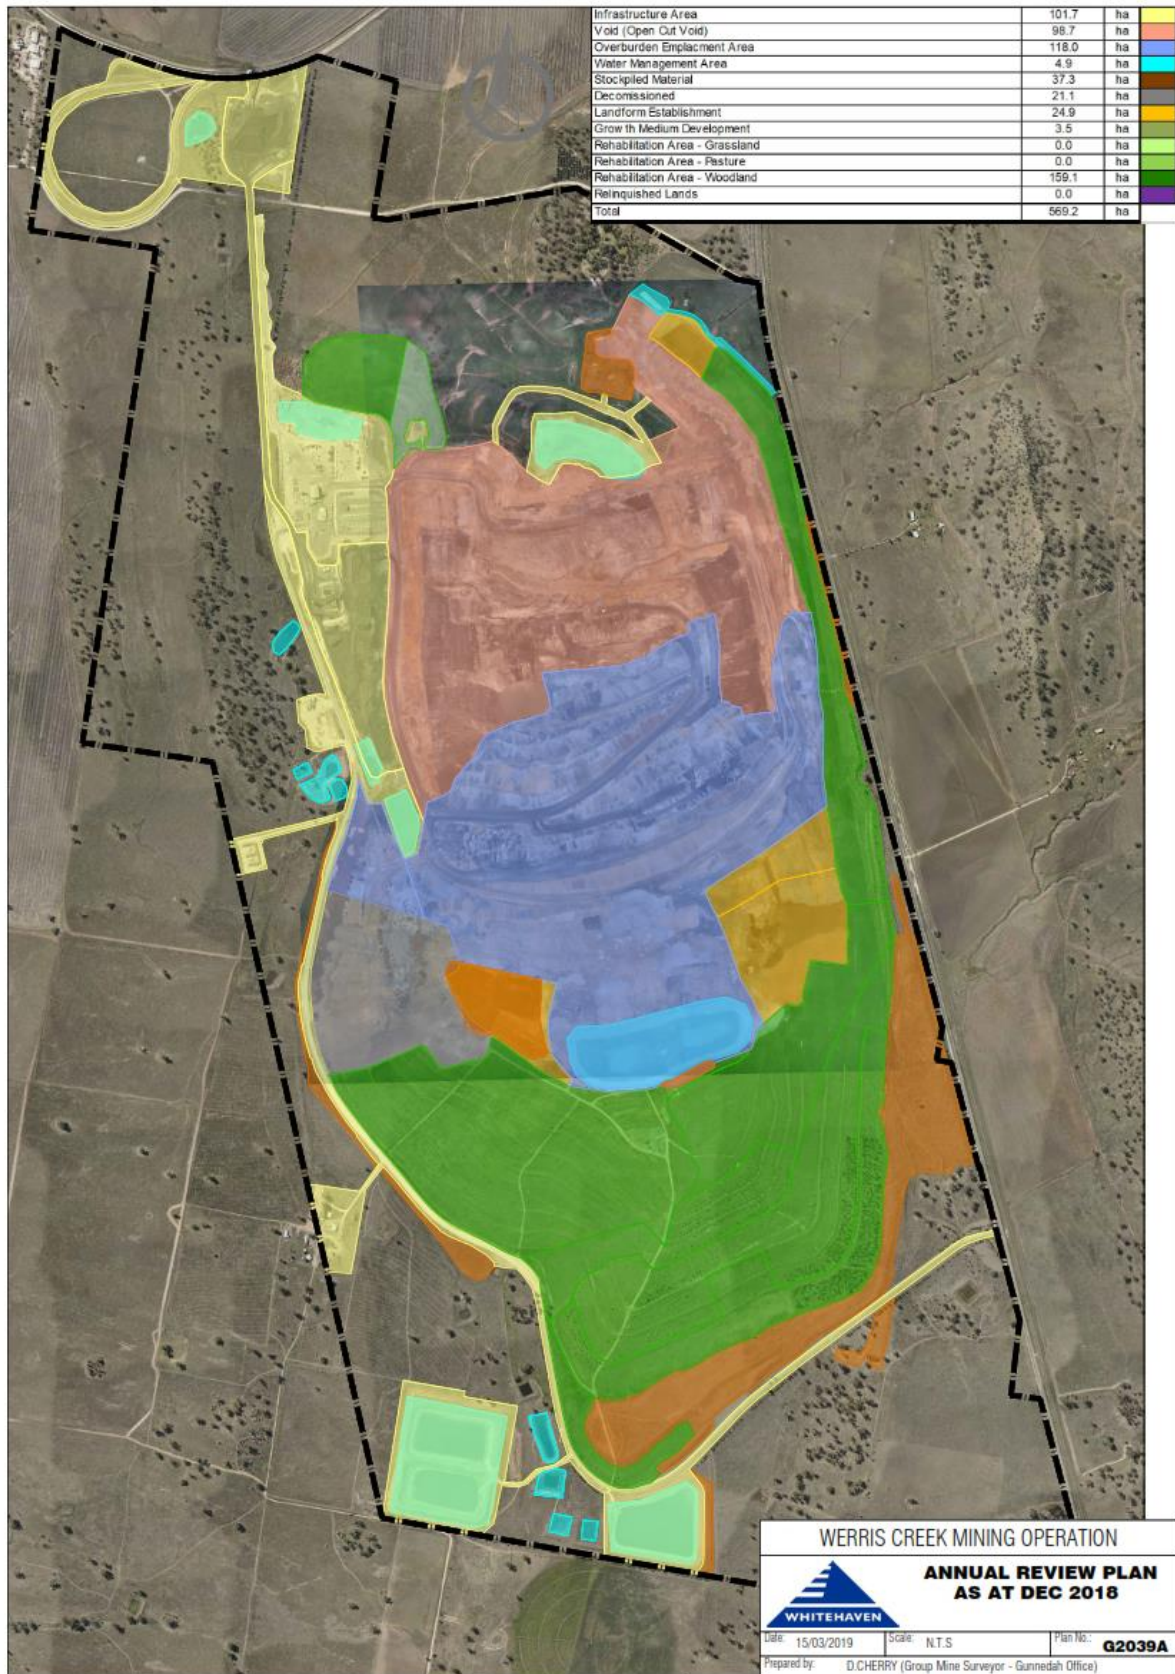 Infrastructure Area 101.7 ha
Void (Open Cut Void) 98.7 ha
Overburden Emplacment Area 118.0 ha
Water Management Area 4.9 ha
Stockpiled Material 37.3 ha
Decomissioned 21.1 ha
Landform Establishment 24.9 ha
Growth Medium Development 3.5 ha
Rehabilitation Area - Grassland 0.0 ha
Rehabilitation Area - Pasture 0.0 ha
Rehabilitation Area - Woodland 159.1 ha
Relinquished Lands 0.0 ha
Total 569.2 ha
WERRIS CREEK MINING OPERATION
WHITEHAVEN
ANNUAL REVIEW PLAN
AS AT DEC 2018
Date: 15/03/2019 Scale: N.T.S Plan No.: G2039A
Prepared by: D.CHERRY (Group Mine Surveyor - Gunnedah Office)